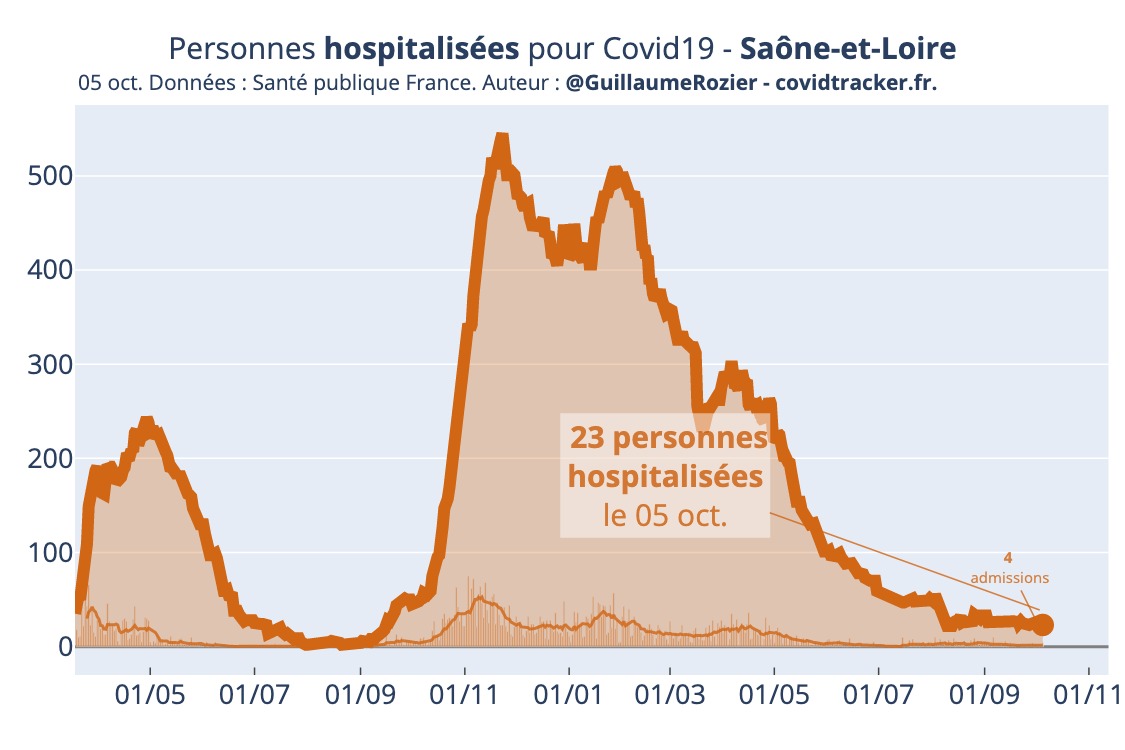 Personnes hospitalisées pour Covid19 - Saône-et-Loire
05 oct. Données : Santé publique France. Auteur : @GuillaumeRozier - covidtracker.fr.
500
400
300
200
100
0
23 personnes
hospitalisées
le 05 oct.
4
admissions
01/05
01/07
01/09
01/11
01/01
01/03
01/05
01/07
01/09
01/11